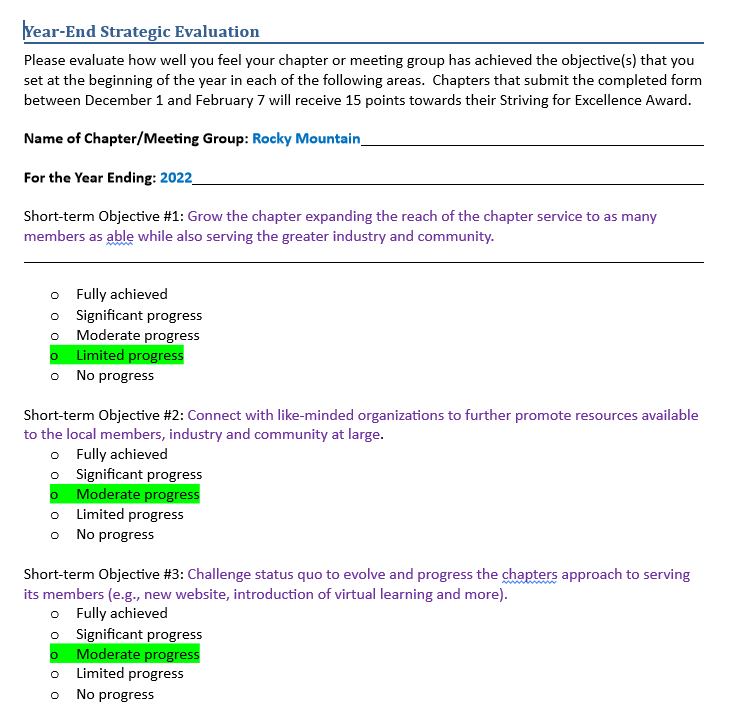 Year-End Strategic Evaluation
Please evaluate how well you feel your chapter or meeting group has achieved the objective(s) that you
set at the beginning of the year in each of the following areas.  Chapters that submit the completed form
between December 1 and February 7 will receive 15 points towards their Striving for Excellence Award.
Name of Chapter/Meeting Group: Rocky Mountain
For the Year Ending: 2022
Short-term Objective #1: Grow the chapter expanding the reach of the chapter service to as many
members as able while also serving the greater industry and community.
o Fully achieved
o Significant progress
o Moderate progress
o Limited progress
o No progress
Short-term Objective #2: Connect with like-minded organizations to further promote resources available
to the local members, industry and community at large.
o Fully achieved
o Significant progress
o Moderate progress
o Limited progress
o No progress
Short-term Objective #3: Challenge status quo to evolve and progress the chapters approach to serving
its members (e.g., new website, introduction of virtual learning and more).
o Fully achieved
o Significant progress
o Moderate progress
o Limited progress
o No progress